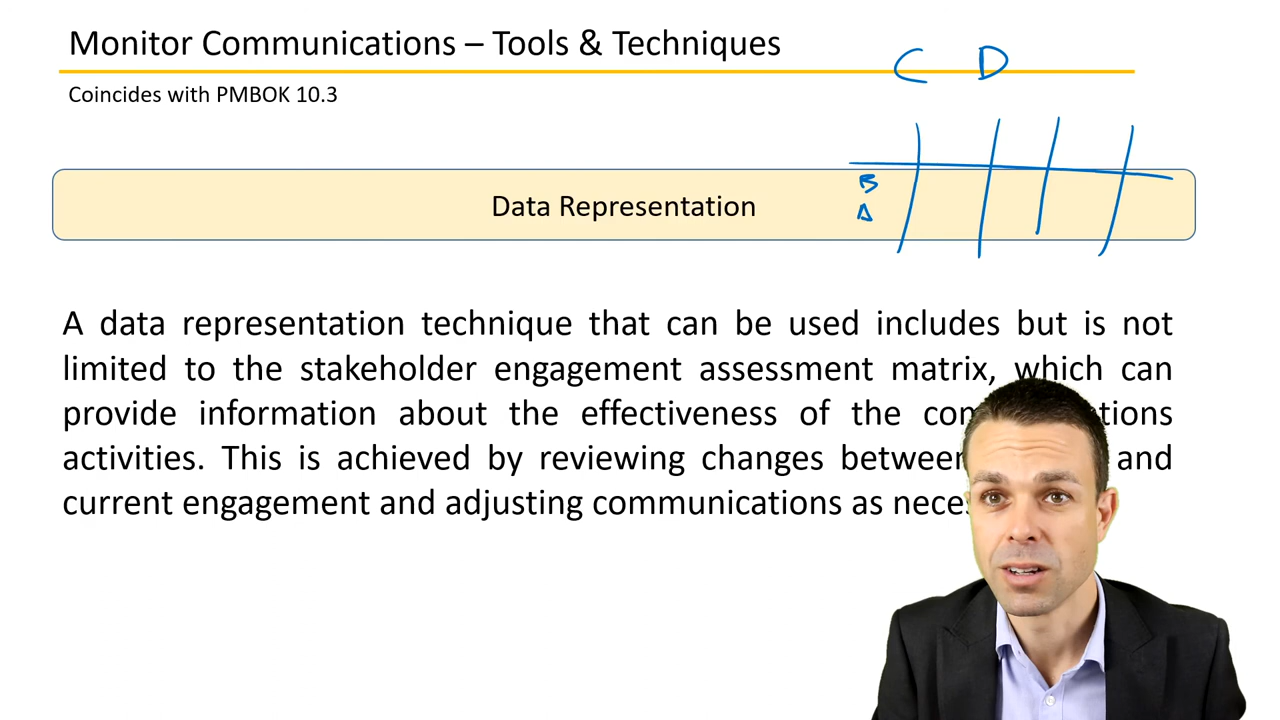 Monitor Communications – Tools & Techniques
C D
Coincides with PMBOK 10.3
B
Data Representation
A
A data representation technique that can be used includes but is not
limited to the stakeholder engagement assessment matrix, which can
provide information about the effectiveness of the
activities. This is achieved by reviewing changes between and
current engagement and adjusting communications as